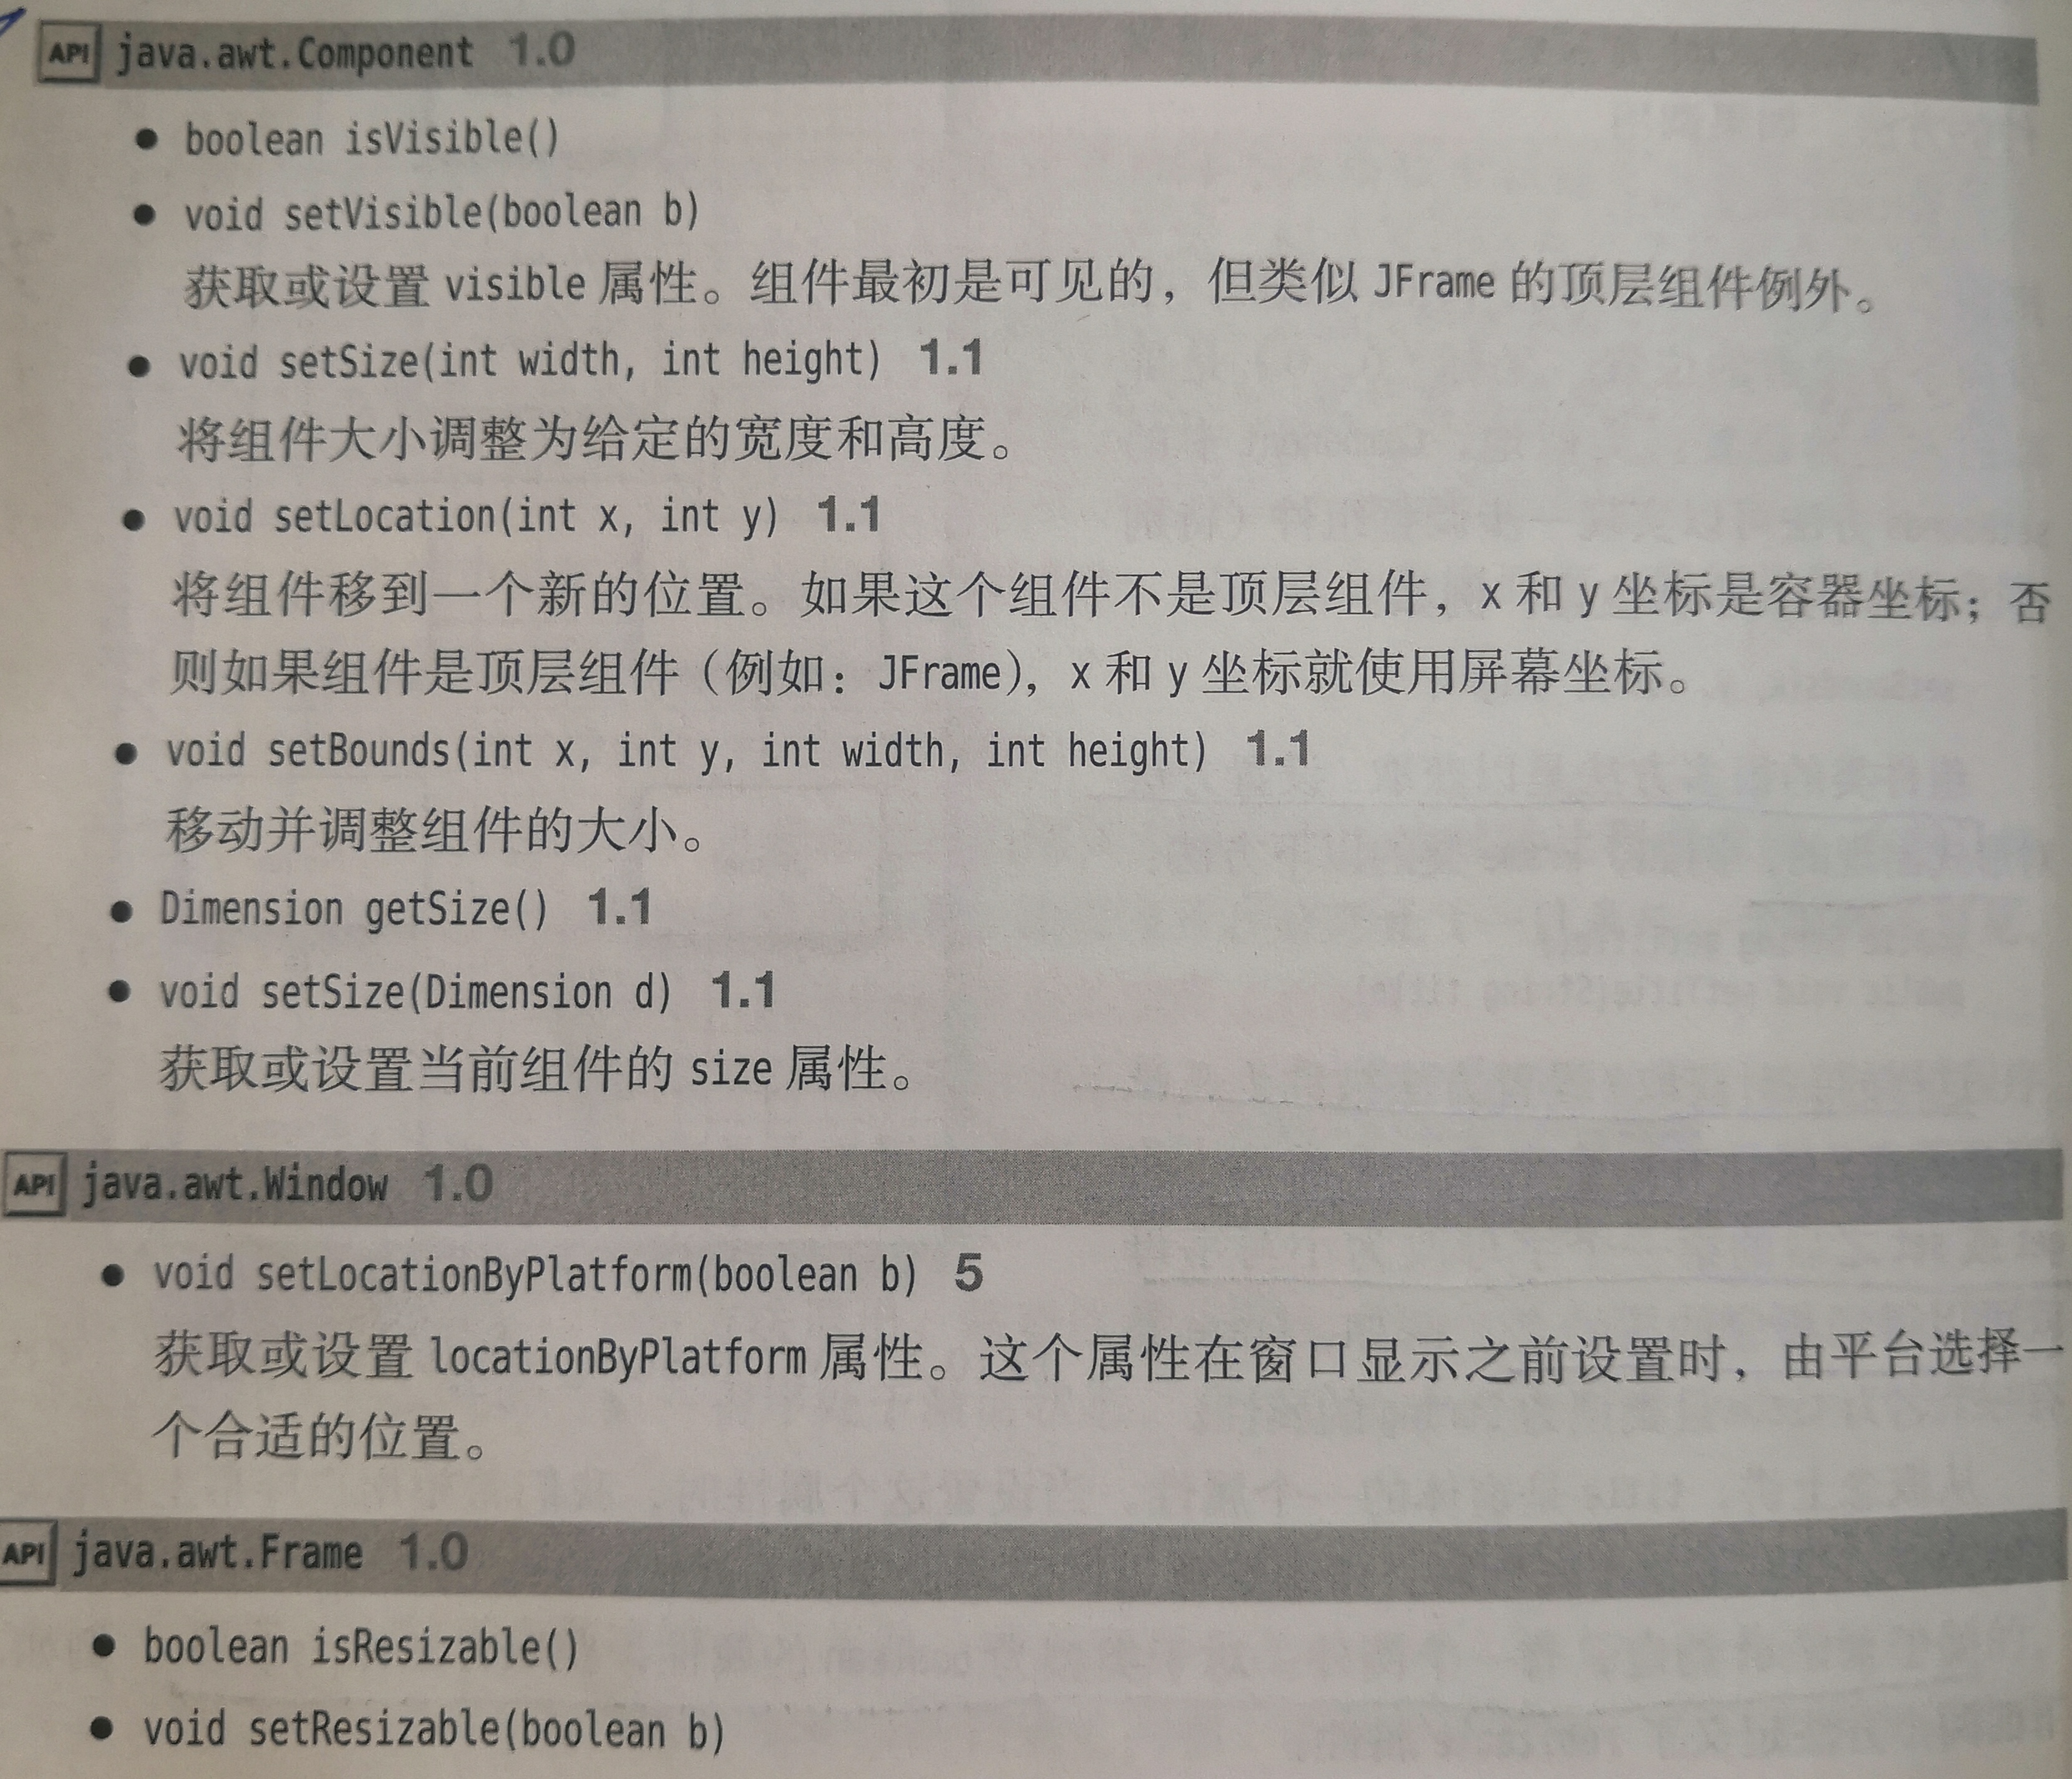 API java.awt.Component 1.0
● boolean isVisible()
● void setVisible(boolean b)
获取或设置 visible 属性。组件最初是可见的，但类似 JFrame 的顶层组件例外。
● void setSize(int width, int height) 1.1
将组件大小调整为给定的宽度和高度。
● void setLocation(int x, int y) 1.1
将组件移到一个新的位置。如果这个组件不是顶层组件，x 和 y 坐标是容器坐标；否
则如果组件是顶层组件（例如：JFrame），x 和 y 坐标就使用屏幕坐标。
● void setBounds(int x, int y, int width, int height) 1.1
移动并调整组件的大小。
● Dimension getSize() 1.1
● void setSize(Dimension d) 1.1
获取或设置当前组件的 size 属性。
API java.awt.Window 1.0
● void setLocationByPlatform(boolean b) 5
获取或设置 locationByPlatform 属性。这个属性在窗口显示之前设置时，由平台选择一
个合适的位置。
API java.awt.Frame 1.0
● boolean isResizable()
● void setResizable(boolean b)